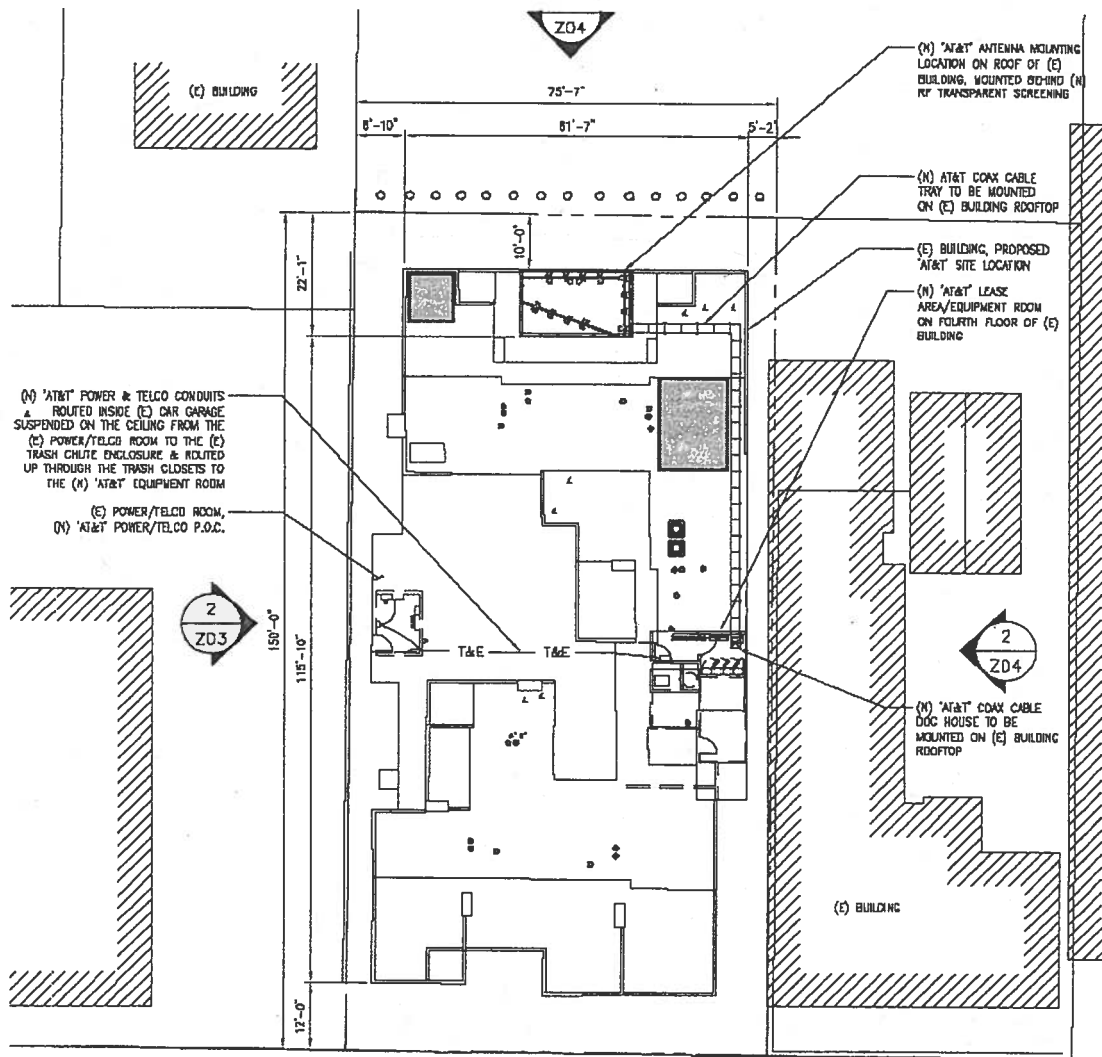 ZD4
(N) "AT&T" ANTENNA MOUNTING
LOCATION ON ROOF OF (E)
BUILDING, MOUNTED BEHIND (N)
RF TRANSPARENT SCREENING
(E) BUILDING
75'-7"
61'-7"
5'-2"
(N) AT&T COAX CABLE
TRAY TO BE MOUNTED
ON (E) BUILDING ROOFTOP
10'-0"
22'-1"
(E) BUILDING, PROPOSED
"AT&T" SITE LOCATION
(N) "AT&T" LEASE
AREA/EQUIPMENT ROOM
ON FOURTH FLOOR OF (E)
BUILDING
(N) "AT&T" POWER & TELCO CONDUITS
ROUTED INSIDE (E) CAR GARAGE
SUSPENDED ON THE CEILING FROM THE
(E) POWER/TELCO ROOM TO THE (E)
TRASH CHUTE ENCLOSURE & ROUTED
UP THROUGH THE TRASH CLOSETS TO
THE (N) "AT&T" EQUIPMENT ROOM
(E) POWER/TELCO ROOM,
(N) "AT&T" POWER/TELCO P.O.C.
2
ZD3
150'-0"
115'-10"
T&E
T&E
2
ZD4
(N) "AT&T" COAX CABLE
DOG HOUSE TO BE
MOUNTED ON (E) BUILDING
ROOFTOP
(E) BUILDING
12'-0"